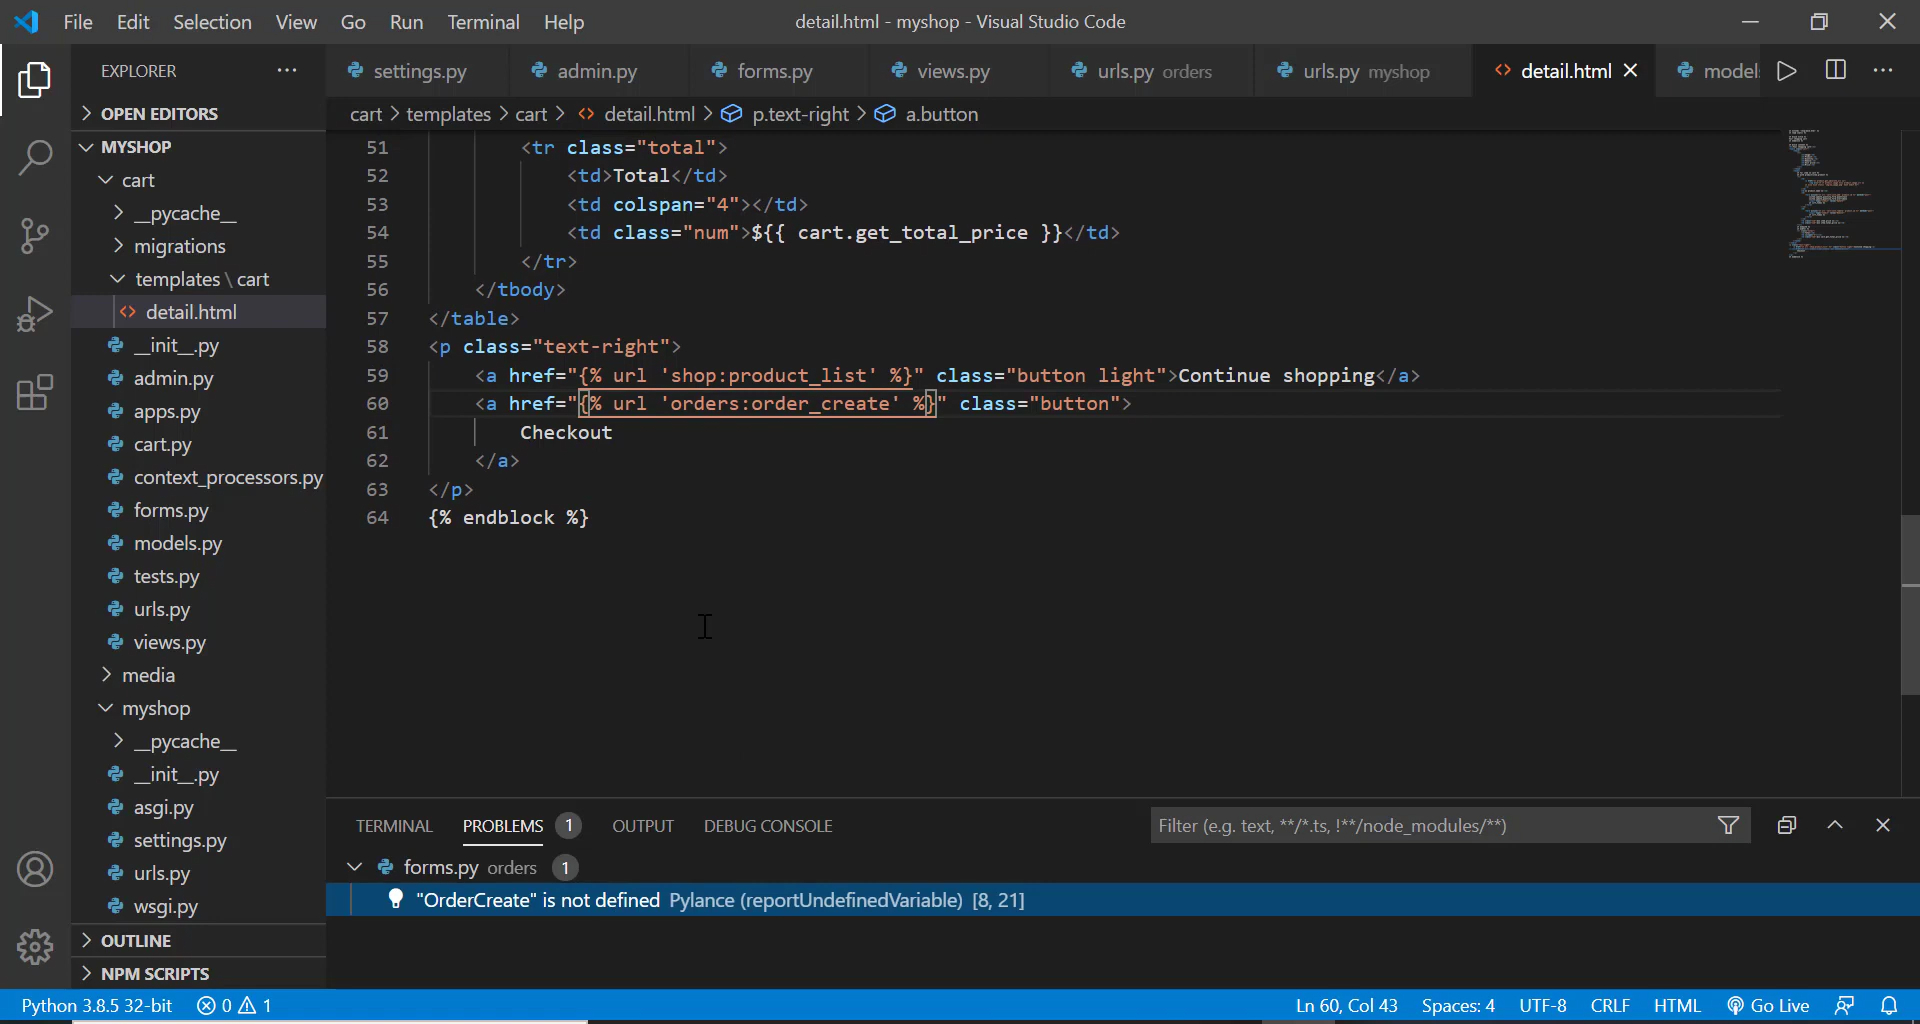 File Edit Selection View Go Run Terminal Help
detail.html - myshop - Visual Studio Code
EXPLORER
OPEN EDITORS
MYSHOP
cart
__pycache__
migrations
templates \ cart
detail.html
__init__.py
admin.py
apps.py
cart.py
context_processors.py
forms.py
models.py
tests.py
urls.py
views.py
media
myshop
__pycache__
__init__.py
asgi.py
settings.py
urls.py
wsgi.py
OUTLINE
NPM SCRIPTS
settings.py admin.py forms.py views.py urls.py orders urls.py myshop detail.html model
cart > templates > cart > detail.html > p.text-right > a.button
51 <tr class="total">
52 <td>Total</td>
53 <td colspan="4"></td>
54 <td class="num">${{ cart.get_total_price }}</td>
55 </tr>
56 </tbody>
57 </table>
58 <p class="text-right">
59 <a href="{% url 'shop:product_list' %}" class="button light">Continue shopping</a>
60 <a href="{% url 'orders:order_create' %}" class="button">
61 Checkout
62 </a>
63 </p>
64 {% endblock %}
TERMINAL PROBLEMS 1 OUTPUT DEBUG CONSOLE
Filter (e.g. text, **/*.ts, !**/node_modules/**)
forms.py orders 1
"OrderCreate" is not defined Pylance (reportUndefinedVariable) [8, 21]
Python 3.8.5 32-bit 0 1
Ln 60, Col 43 Spaces: 4 UTF-8 CRLF HTML Go Live